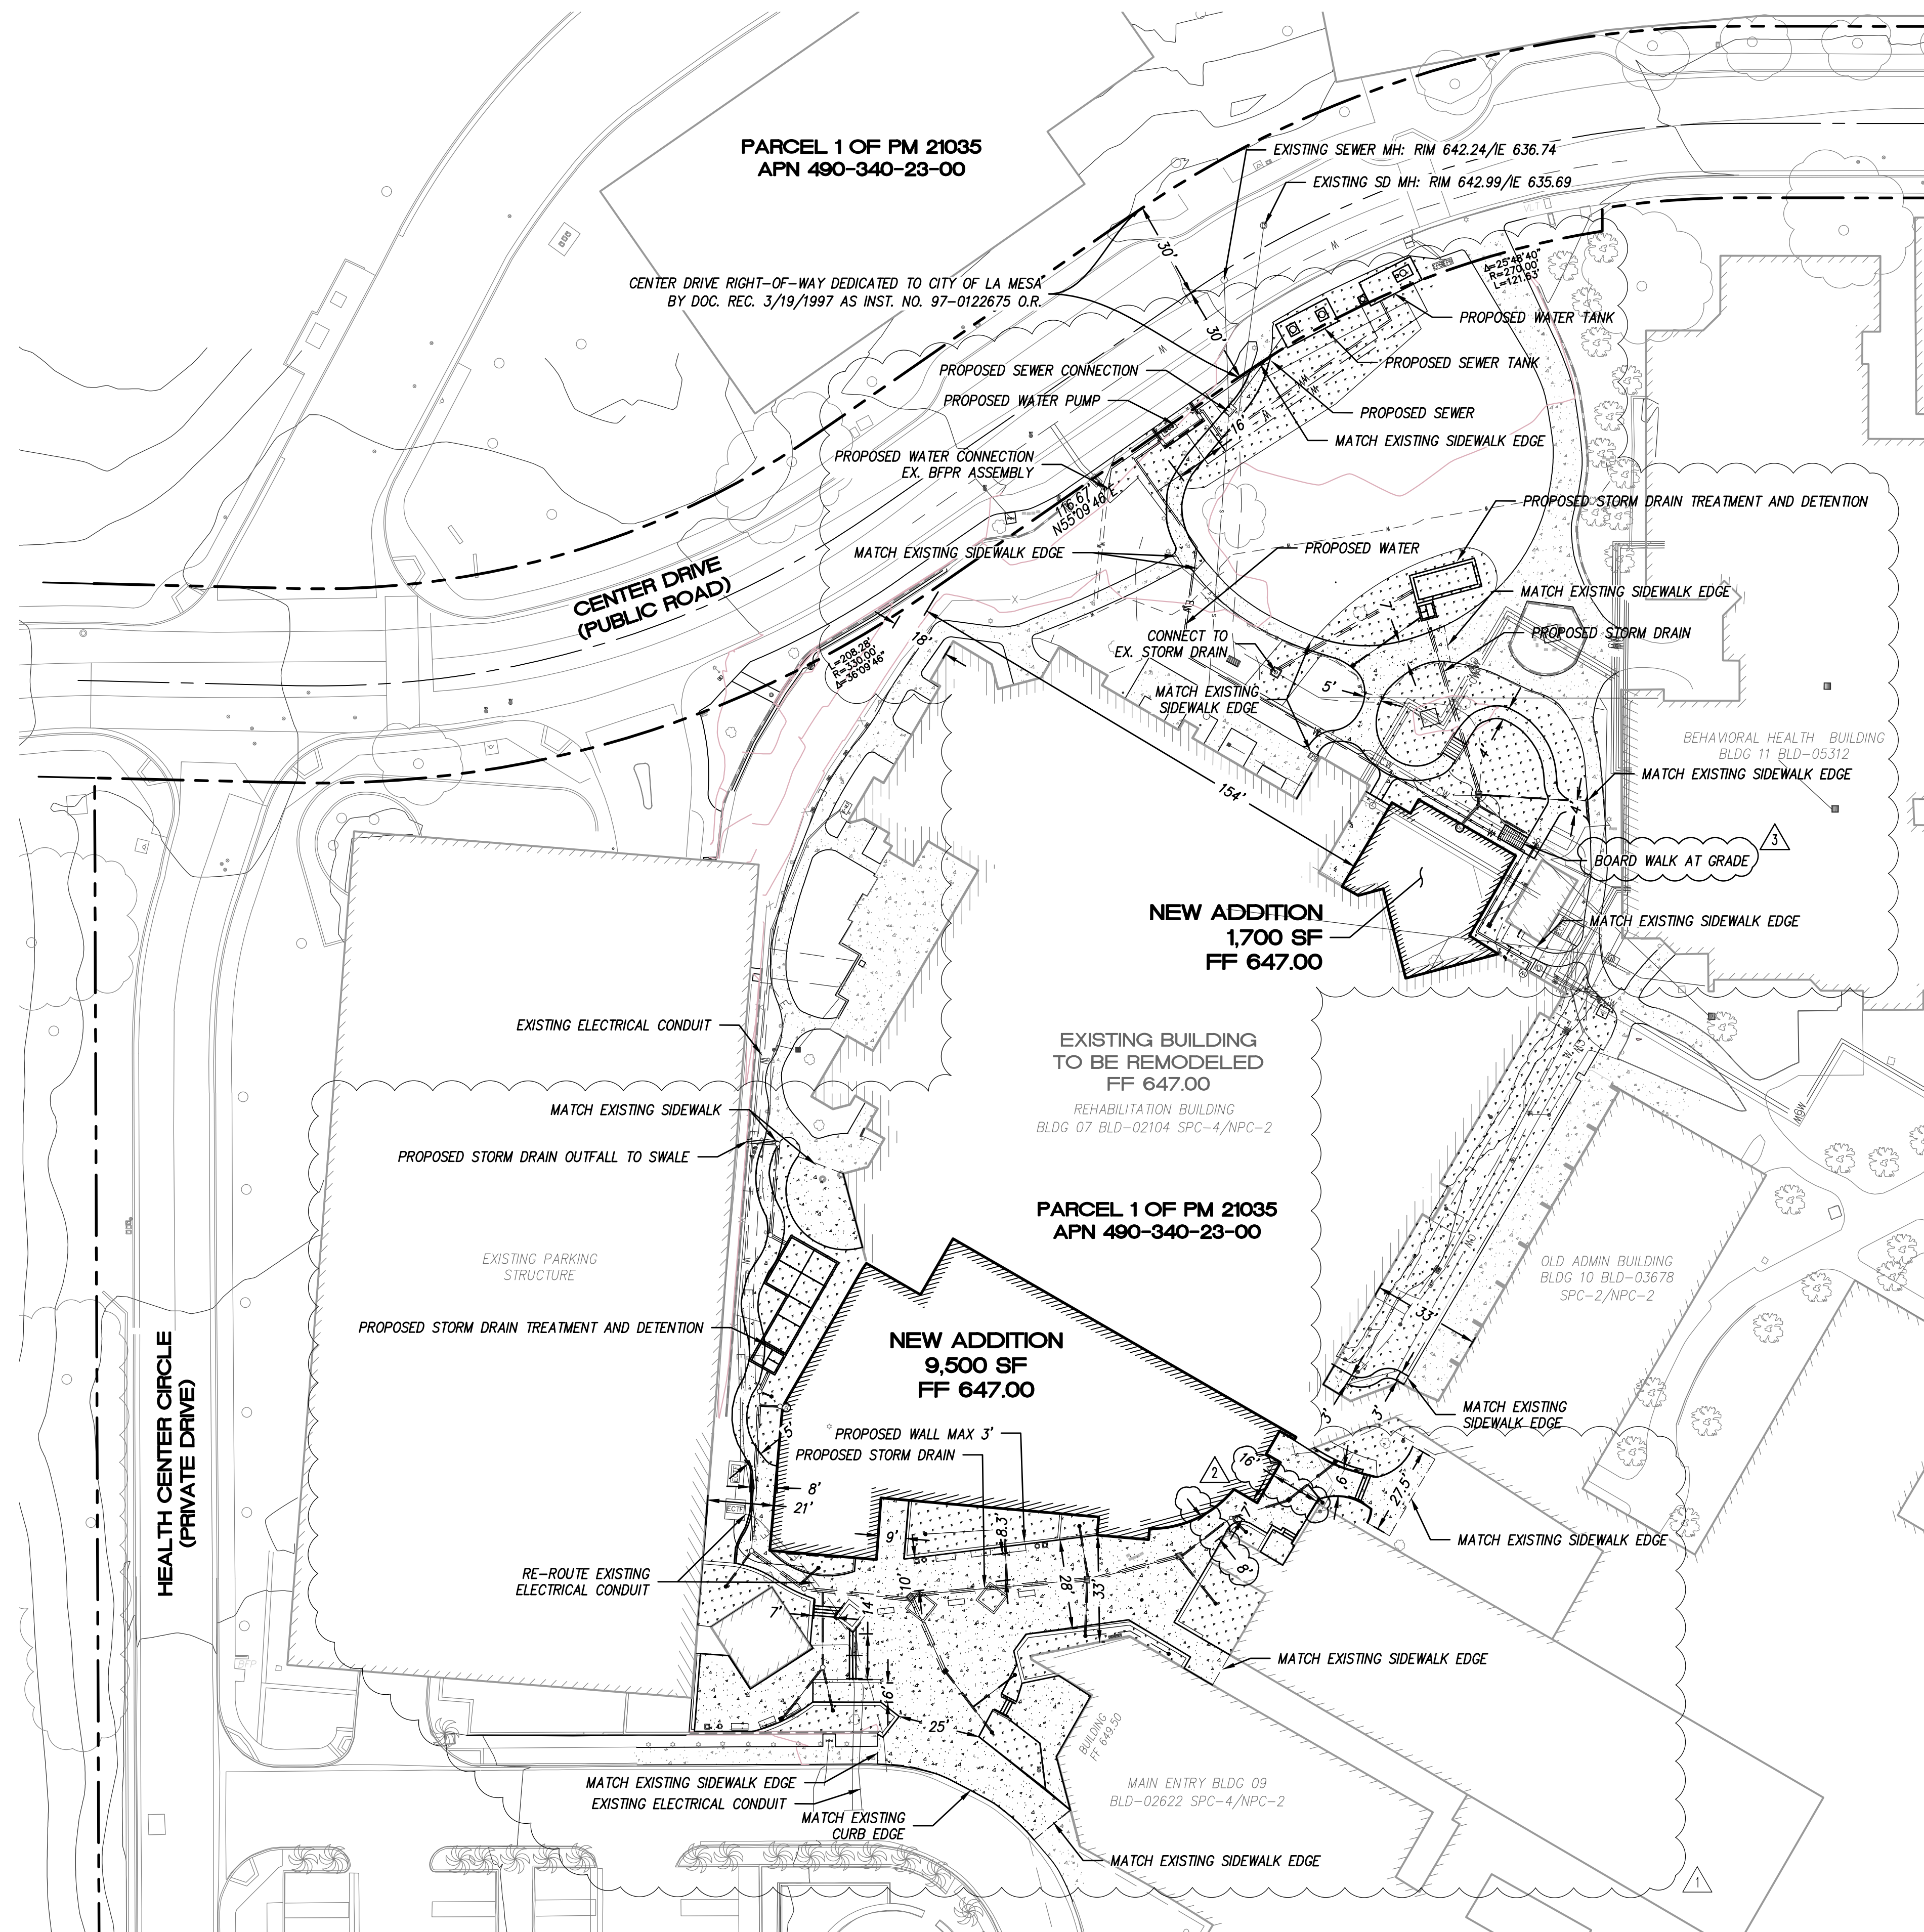 PARCEL 1 OF PM 21035
APN 490-340-23-00
EXISTING SEWER MH: RIM 642.24/IE 636.74
EXISTING SD MH: RIM 642.99/IE 635.69
30'
30'
CENTER DRIVE RIGHT-OF-WAY DEDICATED TO CITY OF LA MESA
BY DOC. REC. 3/19/1997 AS INST. NO. 97-0122675 O.R.
Δ=25°48'40"
R=270.00'
L=121.63'
PROPOSED WATER TANK
PROPOSED SEWER TANK
PROPOSED SEWER CONNECTION
PROPOSED WATER PUMP
16'
PROPOSED SEWER
MATCH EXISTING SIDEWALK EDGE
PROPOSED WATER CONNECTION
EX. BFPR ASSEMBLY
116.67'
N55°09'46"E
PROPOSED STORM DRAIN TREATMENT AND DETENTION
MATCH EXISTING SIDEWALK EDGE
PROPOSED WATER
CENTER DRIVE
(PUBLIC ROAD)
MATCH EXISTING SIDEWALK EDGE
L=208.28'
R=330.00'
Δ=36°09'46"
18'
CONNECT TO
EX. STORM DRAIN
PROPOSED STORM DRAIN
5'
MATCH EXISTING
SIDEWALK EDGE
4'
BEHAVIORAL HEALTH BUILDING
BLDG 11 BLD-05312
MATCH EXISTING SIDEWALK EDGE
154'
4'
3
BOARD WALK AT GRADE
NEW ADDITION
1,700 SF
FF 647.00
MATCH EXISTING SIDEWALK EDGE
EXISTING ELECTRICAL CONDUIT
EXISTING BUILDING
TO BE REMODELED
FF 647.00
REHABILITATION BUILDING
BLDG 07 BLD-02104 SPC-4/NPC-2
MATCH EXISTING SIDEWALK
PROPOSED STORM DRAIN OUTFALL TO SWALE
MGW
PARCEL 1 OF PM 21035
APN 490-340-23-00
EXISTING PARKING
STRUCTURE
OLD ADMIN BUILDING
BLDG 10 BLD-03678
SPC-2/NPC-2
33'
PROPOSED STORM DRAIN TREATMENT AND DETENTION
NEW ADDITION
9,500 SF
FF 647.00
HEALTH CENTER CIRCLE
(PRIVATE DRIVE)
MATCH EXISTING
SIDEWALK EDGE
3'
3'
5'
PROPOSED WALL MAX 3'
PROPOSED STORM DRAIN
2
16'
6'
27.5'
8'
21'
ECTF
7'
9'
8.3'
MATCH EXISTING SIDEWALK EDGE
8'
RE-ROUTE EXISTING
ELECTRICAL CONDUIT
10'
28'
33'
7'
14'
MATCH EXISTING SIDEWALK EDGE
6'
25'
BUILDING
FF 649.50
MATCH EXISTING SIDEWALK EDGE
EXISTING ELECTRICAL CONDUIT
MATCH EXISTING
CURB EDGE
MAIN ENTRY BLDG 09
BLD-02622 SPC-4/NPC-2
MATCH EXISTING SIDEWALK EDGE
1